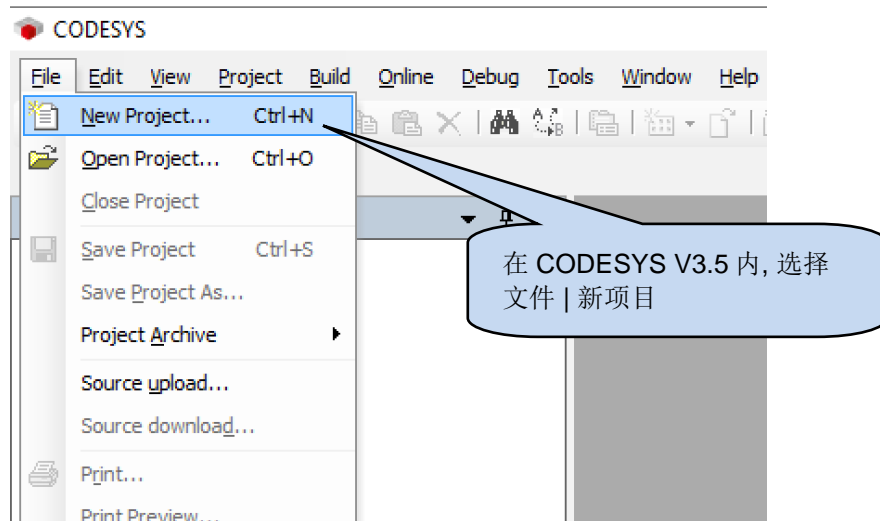 CODESYS
File Edit View Project Build Online Debug Tools Window Help
New Project... Ctrl+N
Open Project... Ctrl+O
Close Project
Save Project Ctrl+S
Save Project As...
Project Archive
Source upload...
Source download...
Print...
Print Preview...
在 CODESYS V3.5 内, 选择
文件 | 新项目